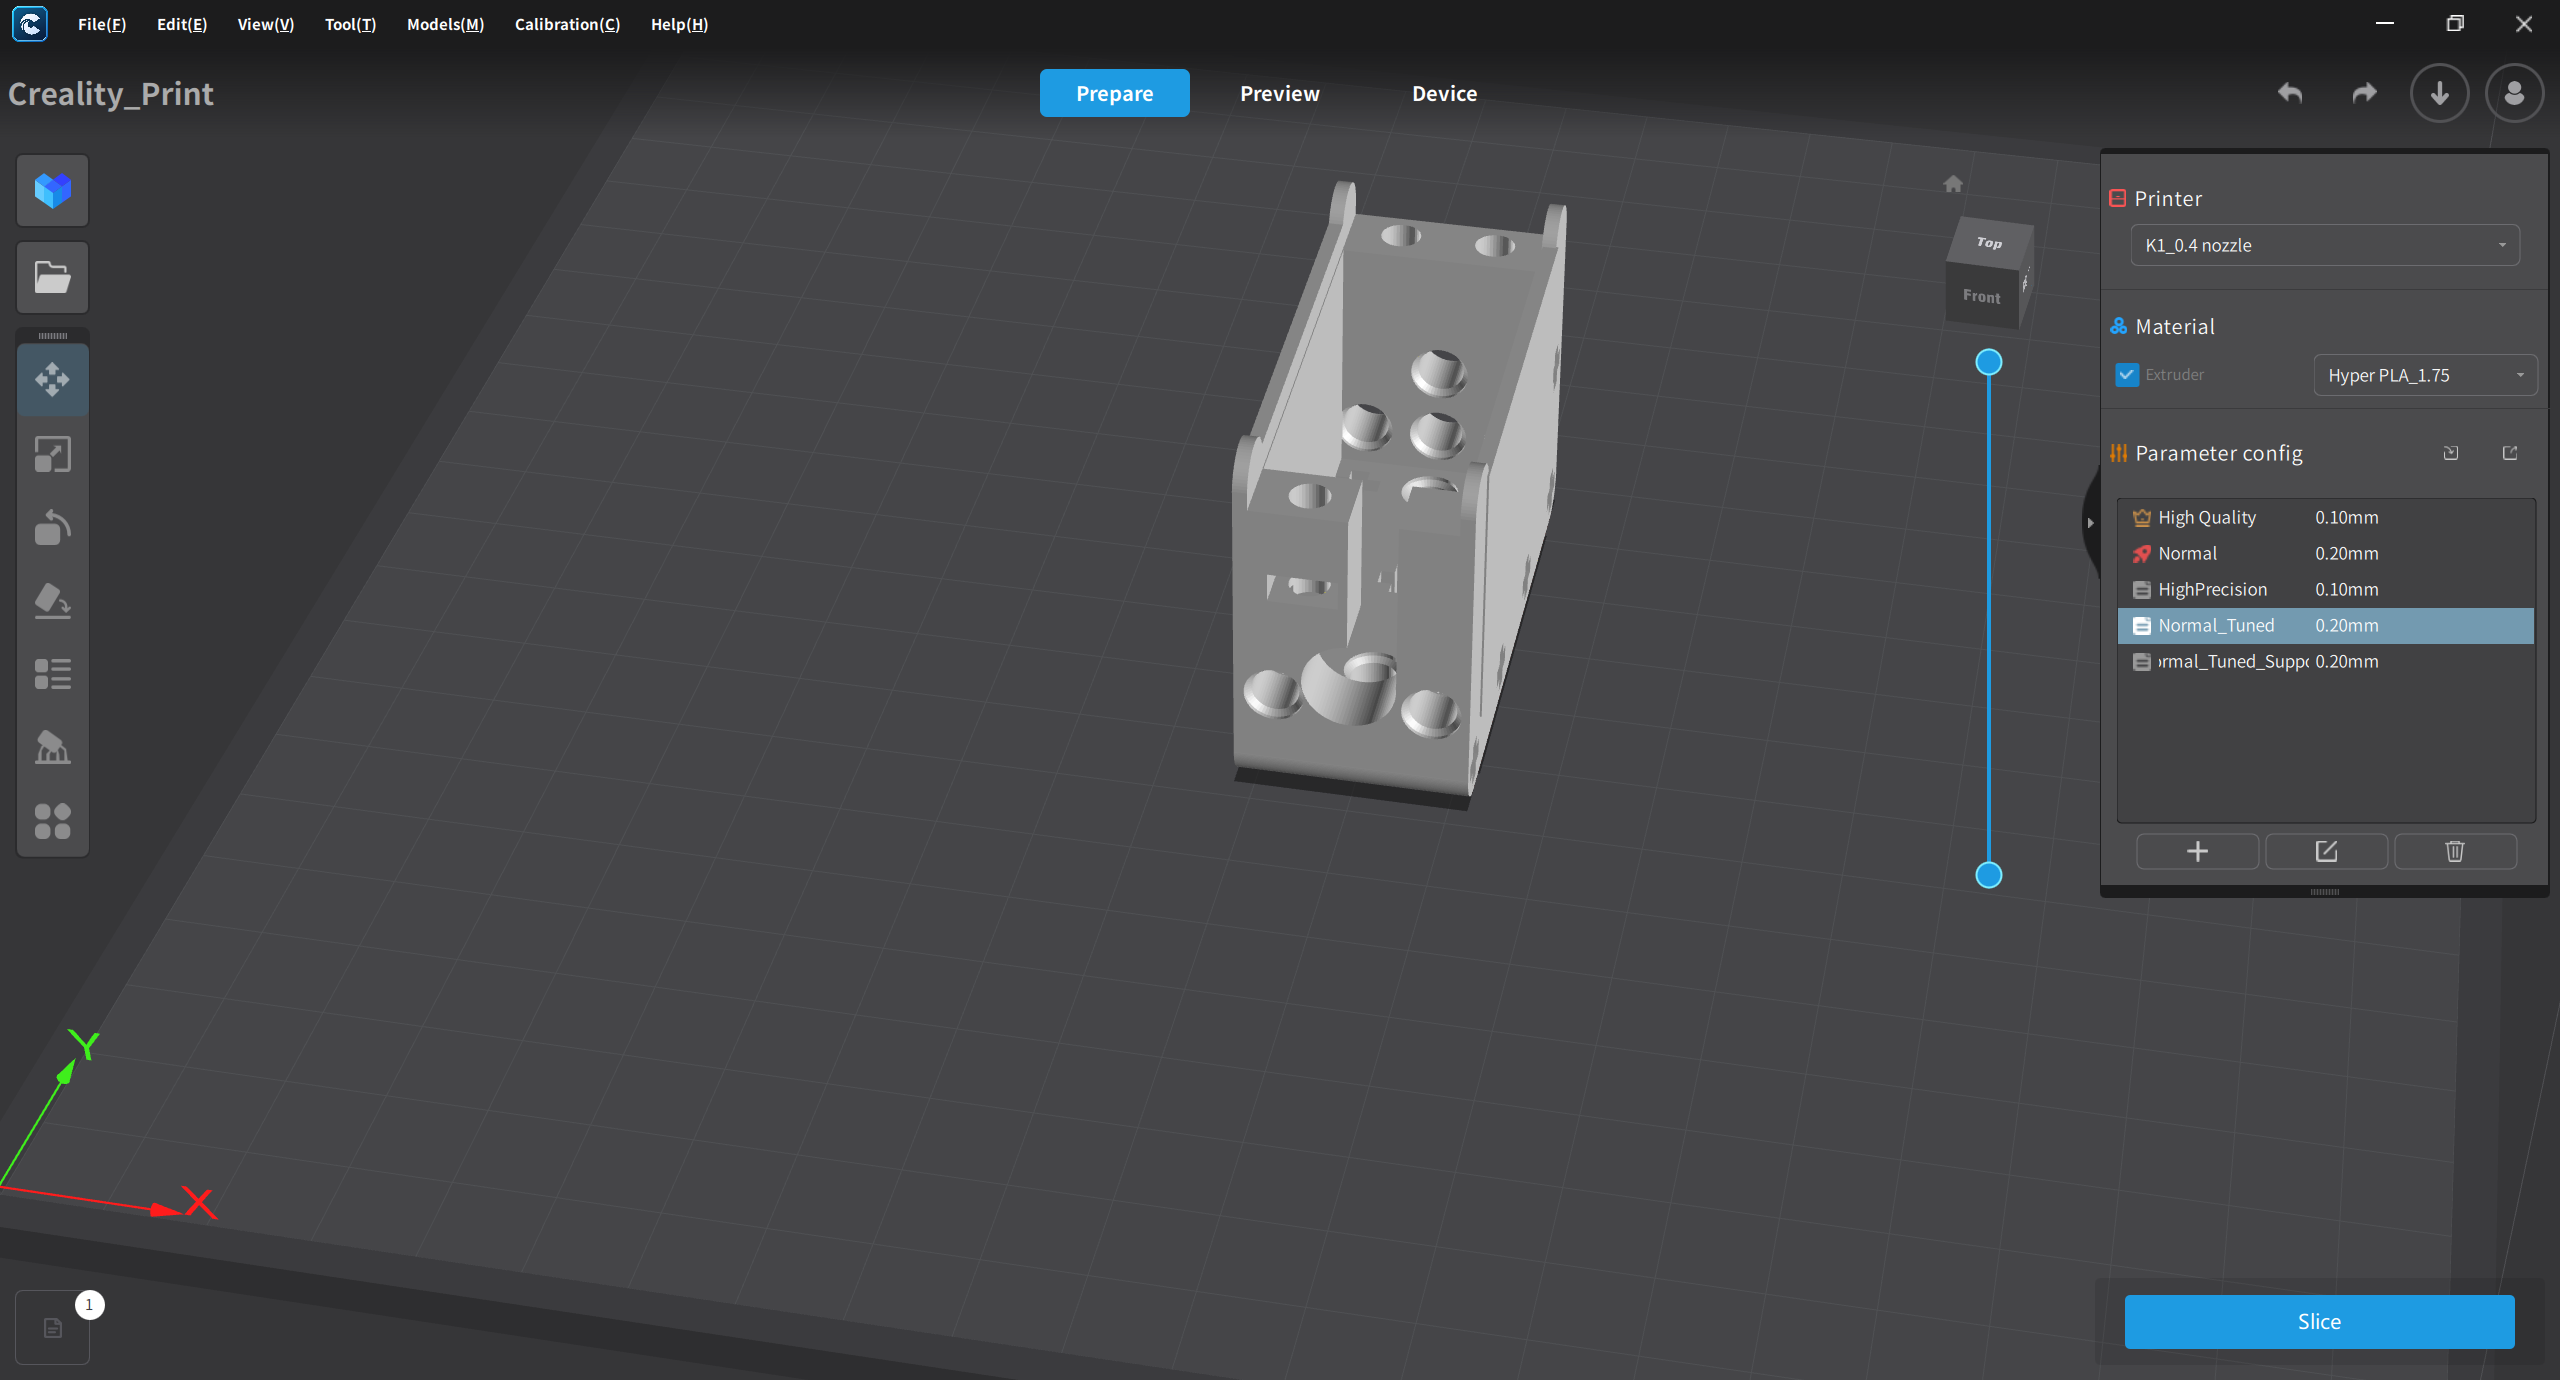 File(F) Edit(E) View(V) Tool(T) Models(M) Calibration(C) Help(H)
Creality_Print
Prepare Preview Device
Top
Front
Printer
K1_0.4 nozzle
Material
Extruder Hyper PLA_1.75
Parameter config
High Quality 0.10mm
Normal 0.20mm
HighPrecision 0.10mm
Normal_Tuned 0.20mm
ormal_Tuned_Suppo 0.20mm
Y
X
1
Slice